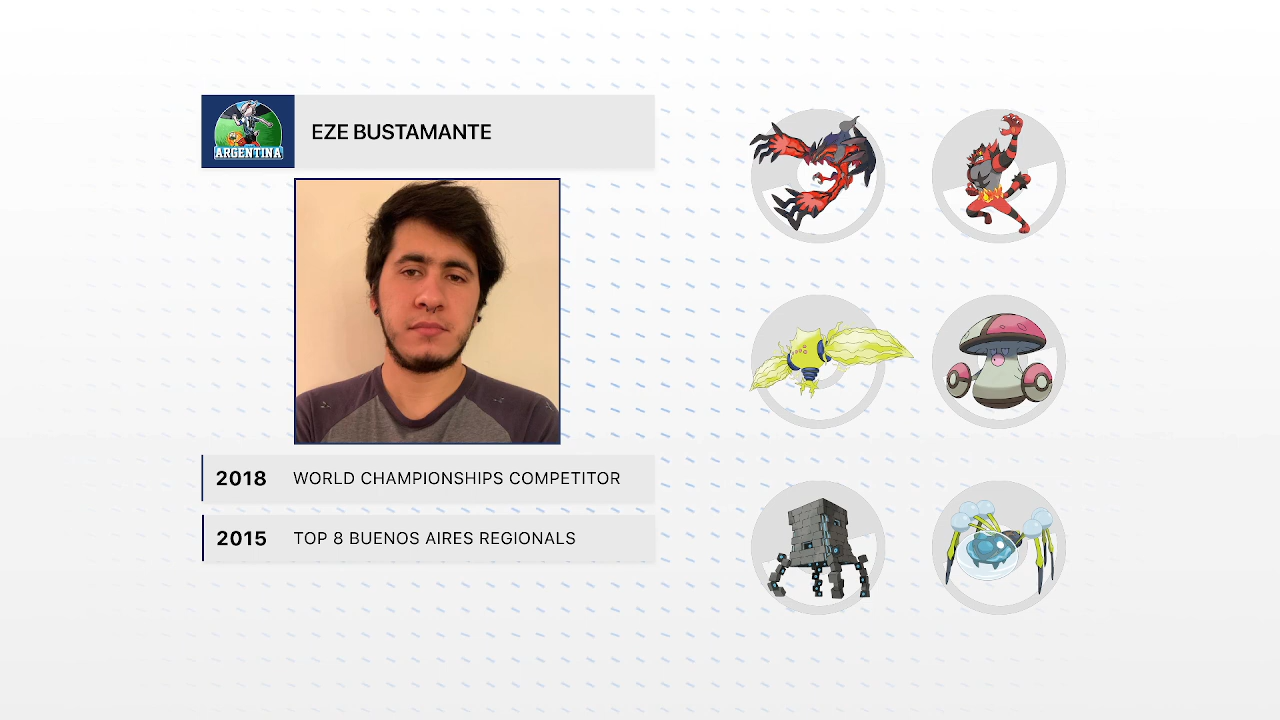 ARGENTINA
EZE BUSTAMANTE
2018 WORLD CHAMPIONSHIPS COMPETITOR
2015 TOP 8 BUENOS AIRES REGIONALS